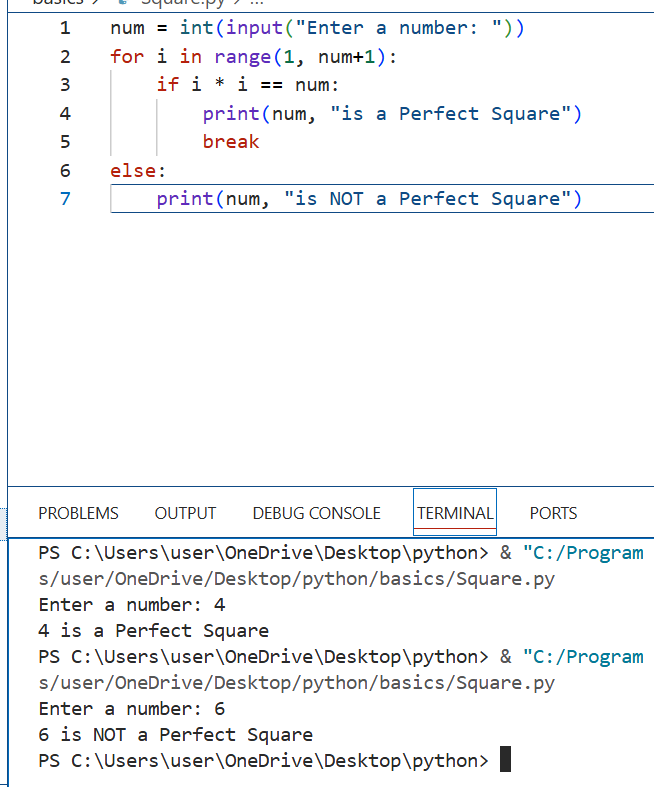 basics > Square.py > ...
1 num = int(input("Enter a number: "))
2 for i in range(1, num+1):
3 if i * i == num:
4 print(num, "is a Perfect Square")
5 break
6 else:
7 print(num, "is NOT a Perfect Square")
PROBLEMS OUTPUT DEBUG CONSOLE TERMINAL PORTS
PS C:\Users\user\OneDrive\Desktop\python> & "C:/Program
s/user/OneDrive/Desktop/python/basics/Square.py
Enter a number: 4
4 is a Perfect Square
PS C:\Users\user\OneDrive\Desktop\python> & "C:/Program
s/user/OneDrive/Desktop/python/basics/Square.py
Enter a number: 6
6 is NOT a Perfect Square
PS C:\Users\user\OneDrive\Desktop\python>